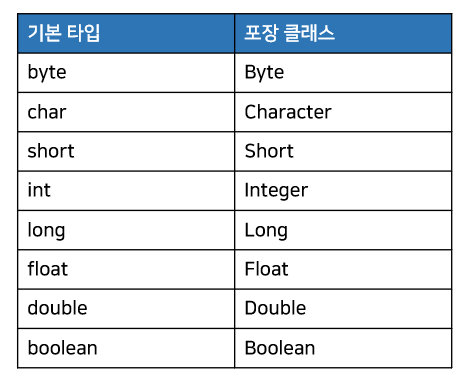 기본 타입 포장 클래스
byte Byte
char Character
short Short
int Integer
long Long
float Float
double Double
boolean Boolean